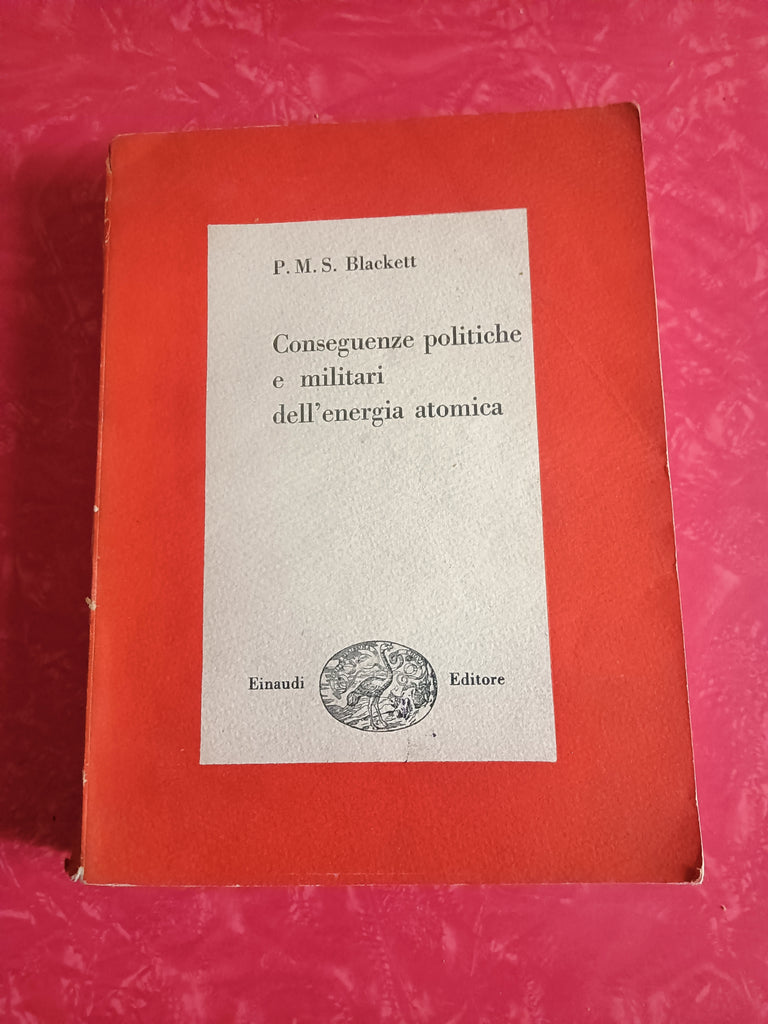 P. M. S. Blackett
Conseguenze politiche
e militari
dell'energia atomica
Einaudi Editore